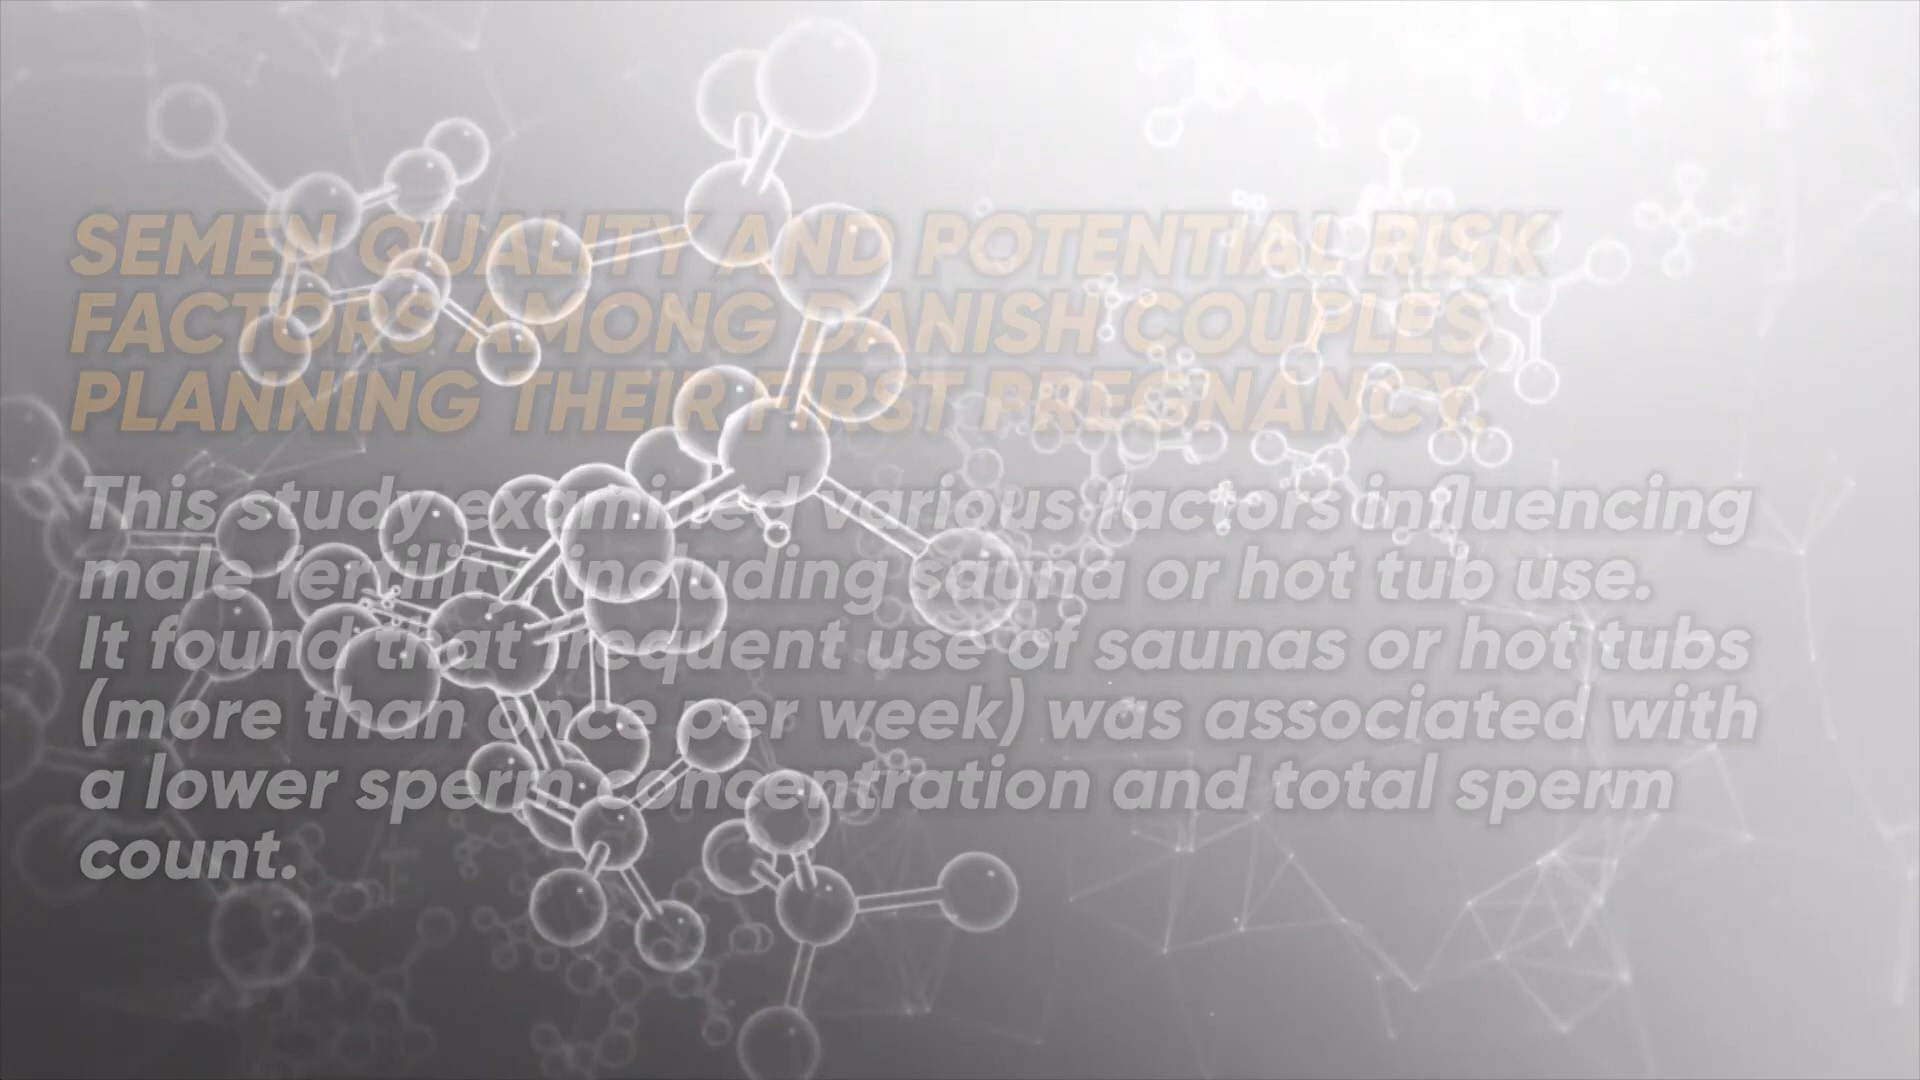 SEMEN QUALITY AND POTENTIAL RISK
FACTORS AMONG DANISH COUPLES
PLANNING THEIR FIRST PREGNANCY.
This study examined various factors influencing
male fertility including sauna or hot tub use.
It found that frequent use of saunas or hot tubs
(more than once per week) was associated with
a lower sperm concentration and total sperm
count.